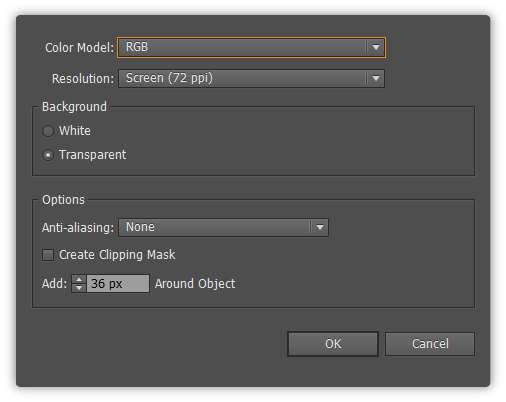 Color Model: RGB
Resolution: Screen (72 ppi)
Background
White
Transparent
Options
Anti-aliasing: None
Create Clipping Mask
Add: 36 px Around Object
OK Cancel